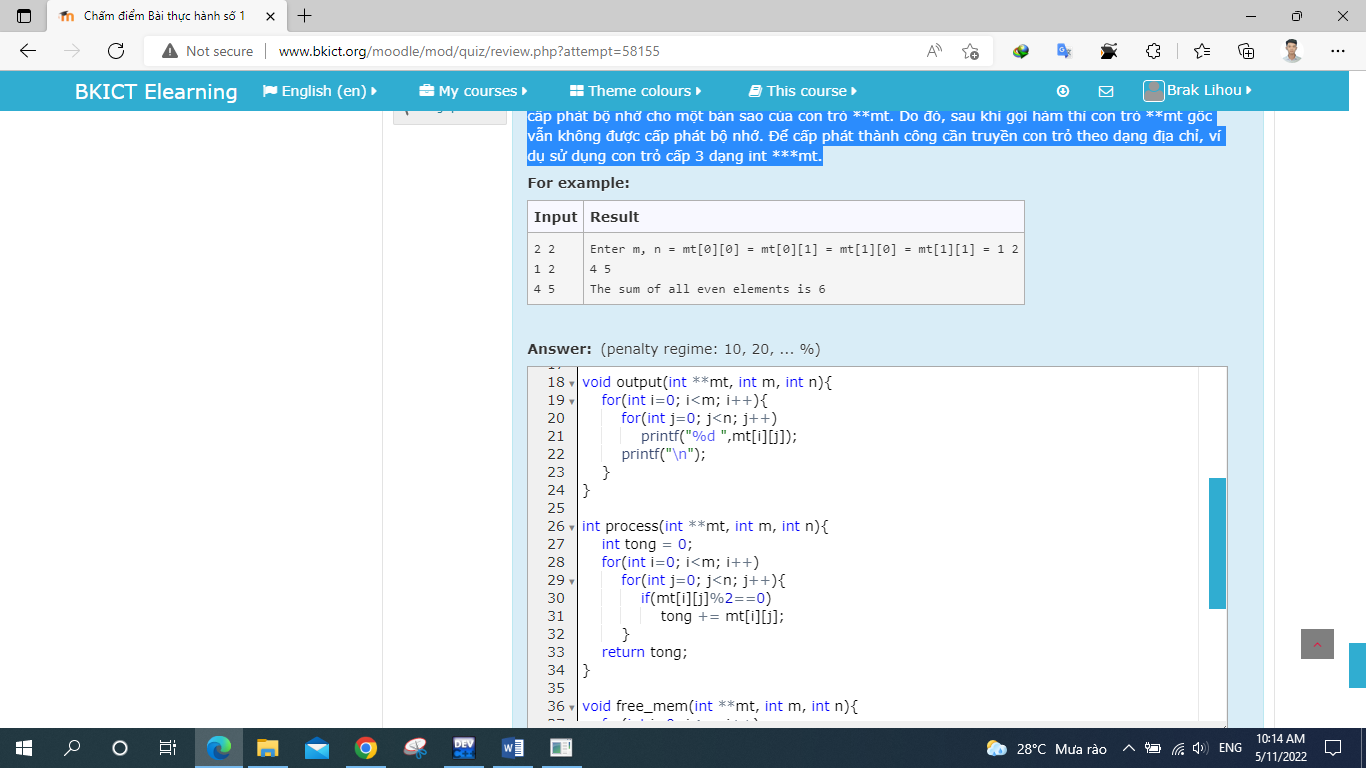 Chấm điểm Bài thực hành số 1
Not secure | www.bkict.org/moodle/mod/quiz/review.php?attempt=58155
BKICT Elearning English (en) My courses Theme colours This course Brak Lihou
cấp phát bộ nhớ cho một bản sao của con trỏ **mt. Do đó, sau khi gọi hàm thì con trỏ **mt gốc
vẫn không được cấp phát bộ nhớ. Để cấp phát thành công cần truyền con trỏ theo dạng địa chỉ, ví
dụ sử dụng con trỏ cấp 3 dạng int ***mt.
For example:
Input Result
2 2 Enter m, n = mt[0][0] = mt[0][1] = mt[1][0] = mt[1][1] = 1 2
1 2 4 5
4 5 The sum of all even elements is 6
Answer: (penalty regime: 10, 20, ... %)
18 void output(int **mt, int m, int n){
19 for(int i=0; i<m; i++){
20 for(int j=0; j<n; j++)
21 printf("%d ",mt[i][j]);
22 printf("\n");
23 }
24 }
25
26 int process(int **mt, int m, int n){
27 int tong = 0;
28 for(int i=0; i<m; i++)
29 for(int j=0; j<n; j++){
30 if(mt[i][j]%2==0)
31 tong += mt[i][j];
32 }
33 return tong;
34 }
35
36 void free_mem(int **mt, int m, int n){
28°C Mưa rào ENG 10:14 AM
5/11/2022